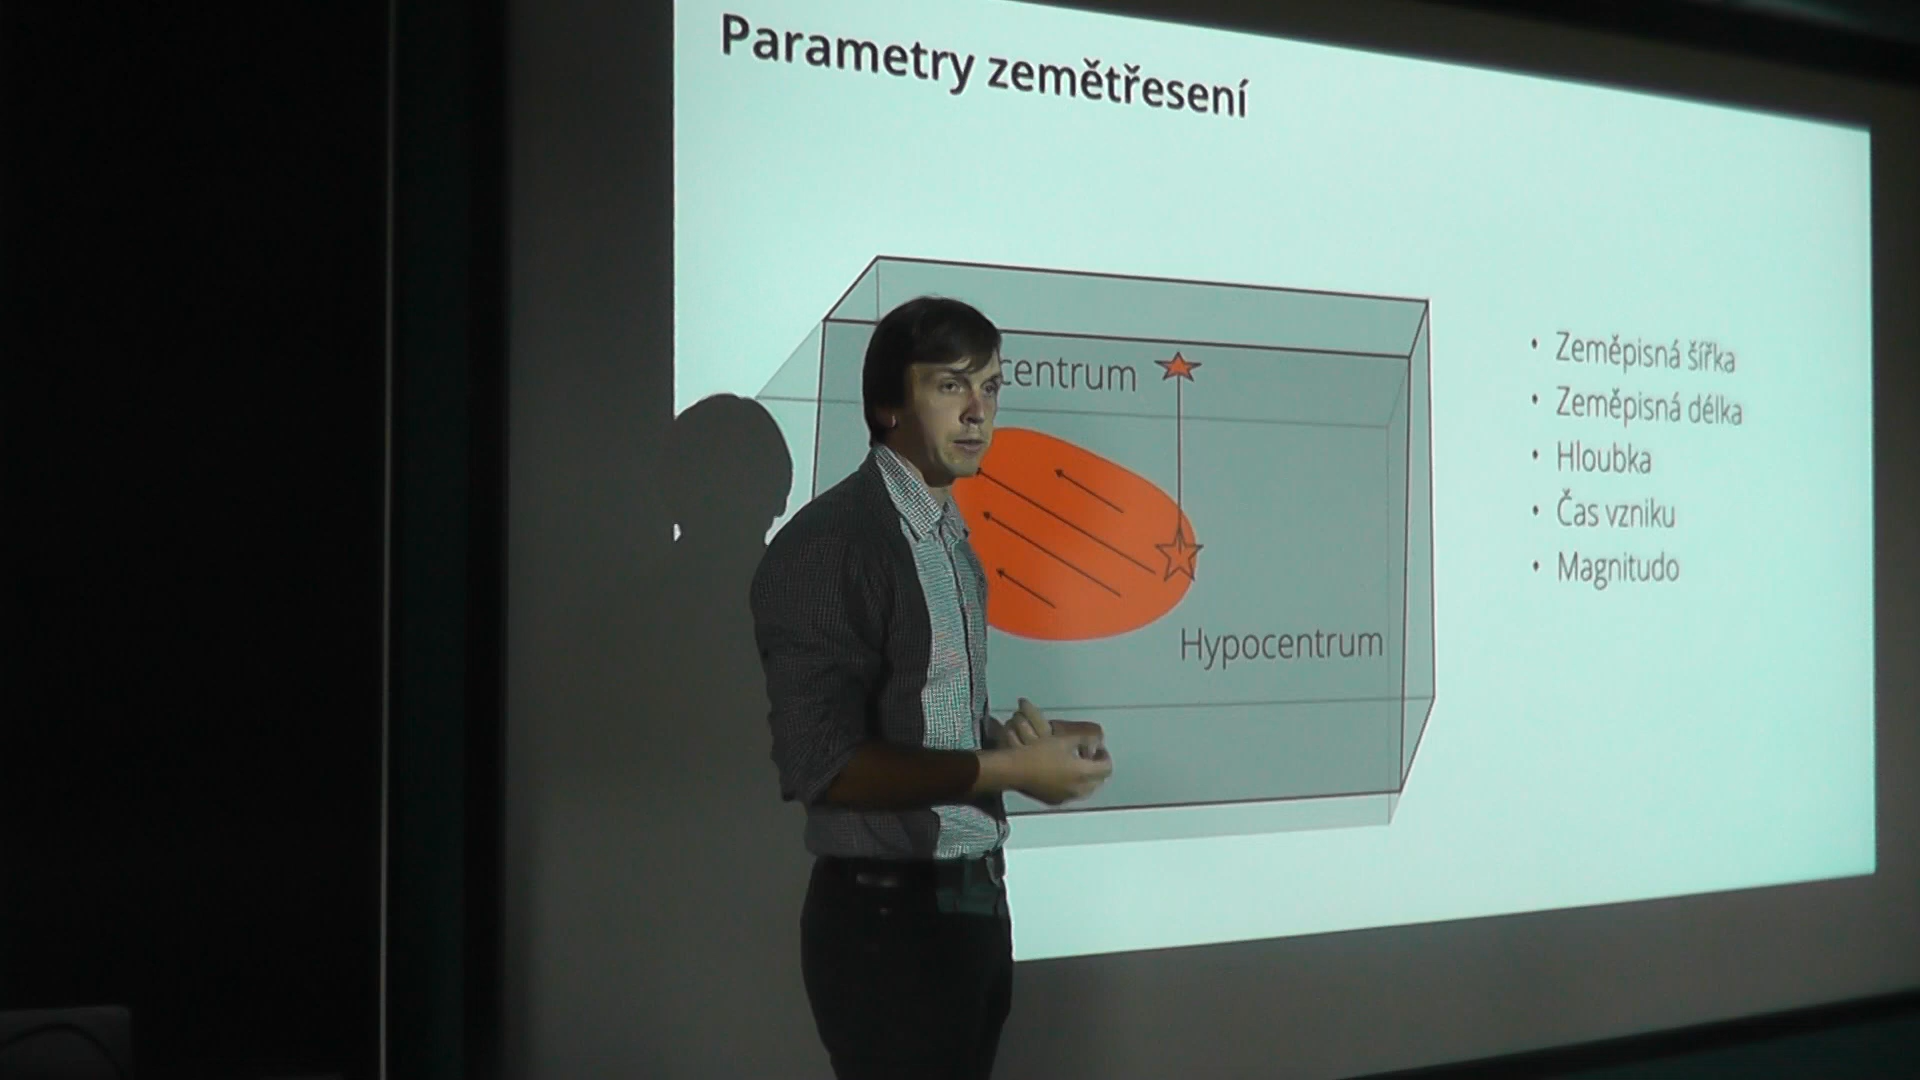 Parametry zemětřesení
centrum
Hypocentrum
• Zeměpisná šířka
• Zeměpisná délka
• Hloubka
• Čas vzniku
• Magnitudo